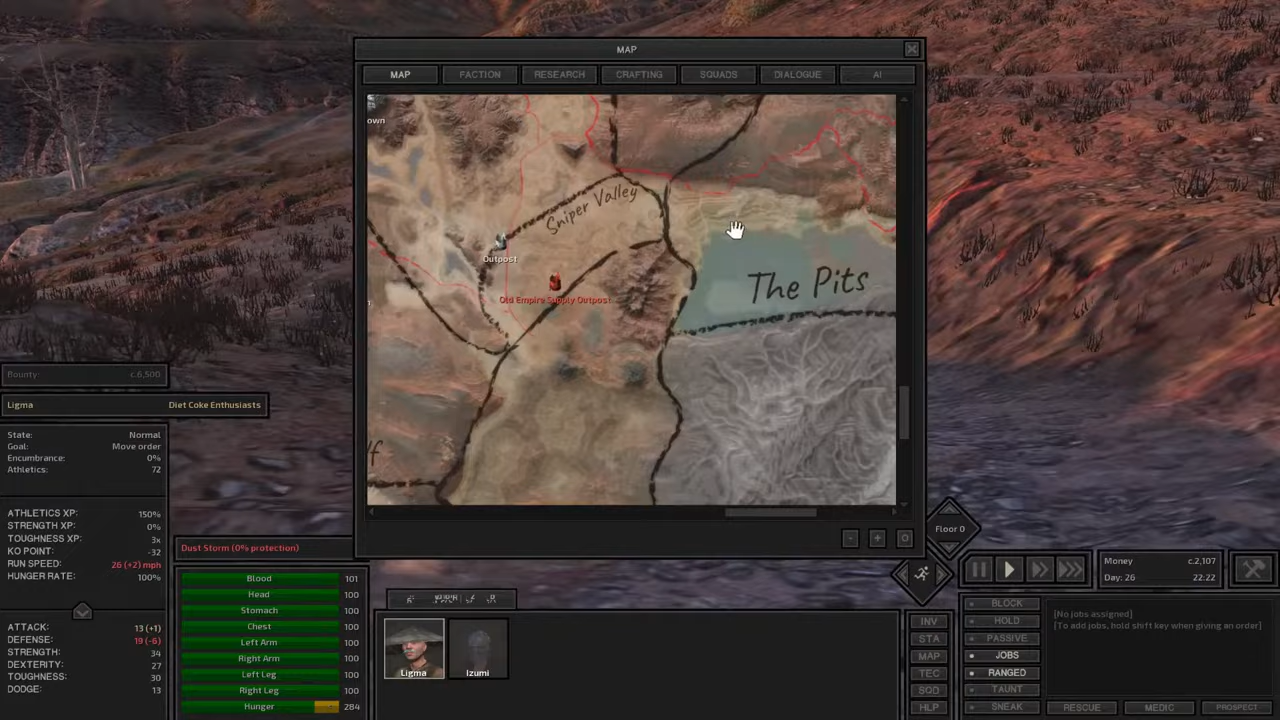 MAP
MAP FACTION RESEARCH CRAFTING SQUADS DIALOGUE AI
own
Sniper Valley
Outpost
Old Empire Supply Outpost
The Pits
f
Bounty: c.6,500
Ligma Diet Coke Enthusiasts
State: Normal
Goal: Move order
Encumbrance: 0%
Athletics: 72
ATHLETICS XP: 150%
STRENGTH XP: 0%
TOUGHNESS XP: 3x
KO POINT: -32
RUN SPEED: 26 (+2) mph
HUNGER RATE: 100%
ATTACK: 13 (+1)
DEFENSE: 19 (-6)
STRENGTH: 34
DEXTERITY: 27
TOUGHNESS: 30
DODGE: 13
Dust Storm (0% protection)
Blood 101
Head 100
Stomach 100
Chest 100
Left Arm 100
Right Arm 100
Left Leg 100
Right Leg 100
Hunger 284
Ligma
Izumi
- + O
Floor 0
Money c.2,107
Day: 26 22:22
INV
STA
MAP
TEC
SQD
HLP
BLOCK
HOLD
PASSIVE
JOBS
RANGED
TAUNT
SNEAK
[No jobs assigned]
[To add jobs, hold shift key when giving an order]
RESCUE MEDIC PROSPECT